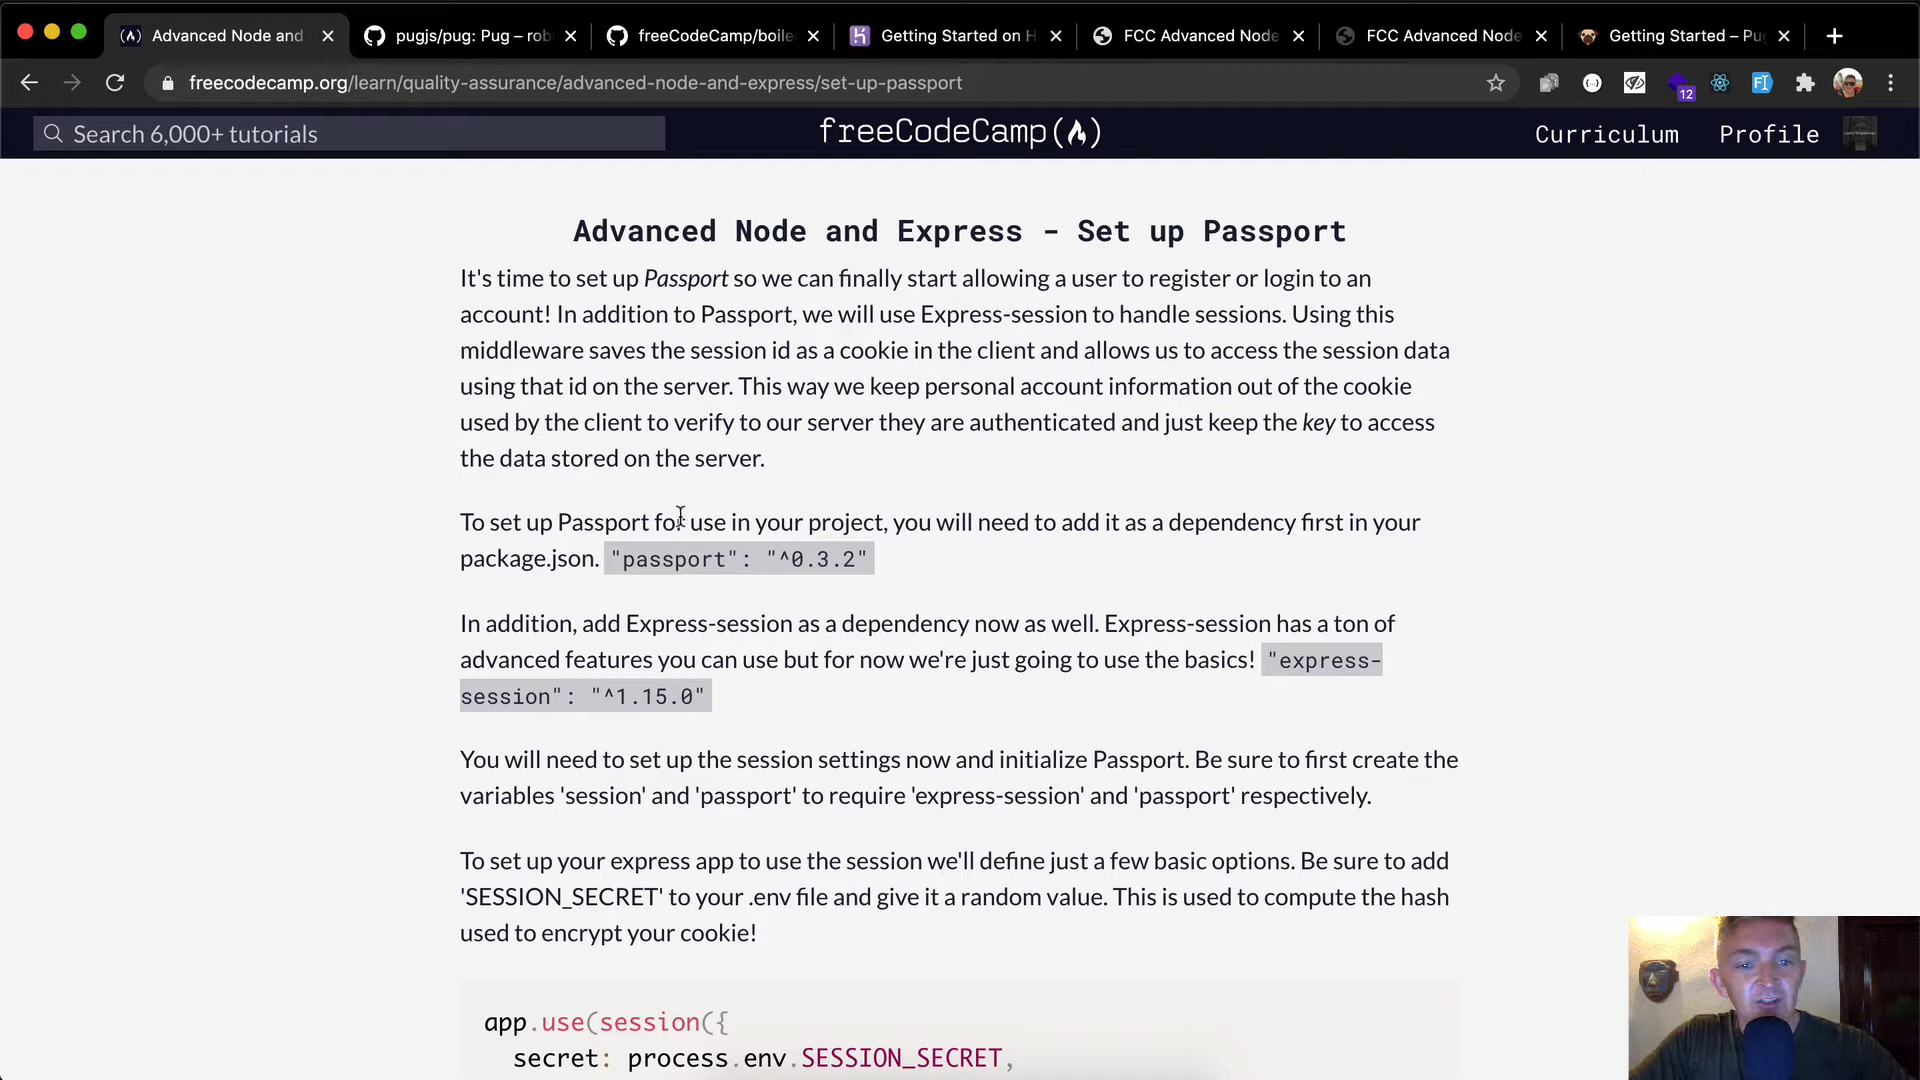 Advanced Node and
pugjs/pug: Pug – rob
freeCodeCamp/boile
Getting Started on H
FCC Advanced Node
FCC Advanced Node
Getting Started – Pu
freecodecamp.org/learn/quality-assurance/advanced-node-and-express/set-up-passport
12
Search 6,000+ tutorials
freeCodeCamp
Curriculum
Profile
Advanced Node and Express - Set up Passport
It's time to set up Passport so we can finally start allowing a user to register or login to an
account! In addition to Passport, we will use Express-session to handle sessions. Using this
middleware saves the session id as a cookie in the client and allows us to access the session data
using that id on the server. This way we keep personal account information out of the cookie
used by the client to verify to our server they are authenticated and just keep the key to access
the data stored on the server.
To set up Passport for use in your project, you will need to add it as a dependency first in your
package.json. "passport": "^0.3.2"
In addition, add Express-session as a dependency now as well. Express-session has a ton of
advanced features you can use but for now we're just going to use the basics! "express-
session": "^1.15.0"
You will need to set up the session settings now and initialize Passport. Be sure to first create the
variables 'session' and 'passport' to require 'express-session' and 'passport' respectively.
To set up your express app to use the session we'll define just a few basic options. Be sure to add
'SESSION_SECRET' to your .env file and give it a random value. This is used to compute the hash
used to encrypt your cookie!
app.use(session({
secret: process.env.SESSION_SECRET,